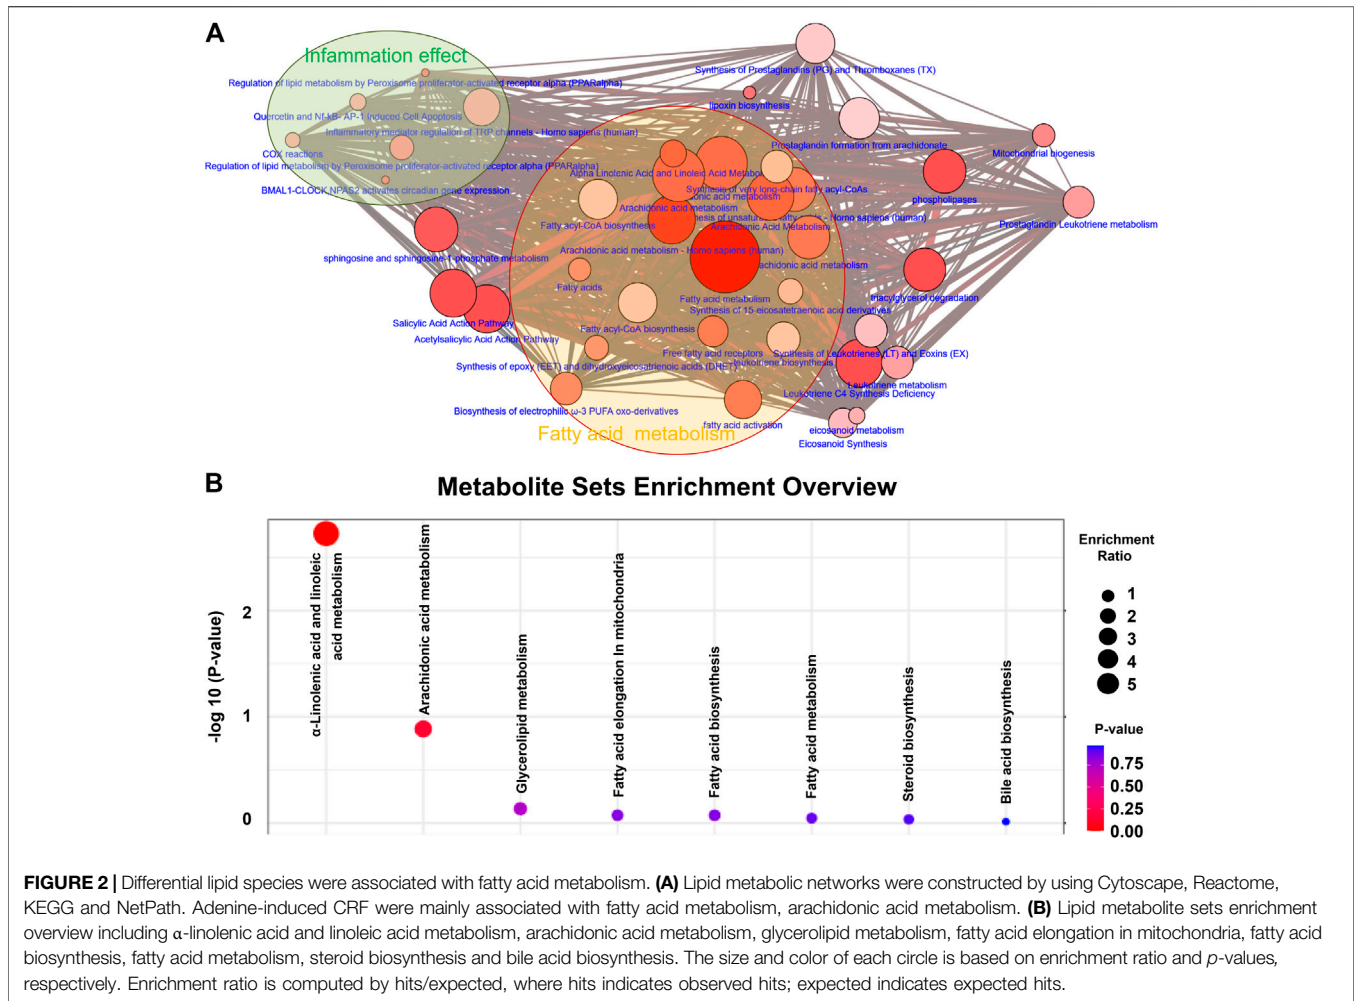 A
Infammation effect
Regulation of lipid metabolism by Peroxisome proliferator-activated receptor alpha (PPARalpha)
Quercetin and Nf-kB- AP-1 Induced Cell Apoptosis
Inflammatory mediator regulation of TRP channels - Homo sapiens (human)
COX reactions
Regulation of lipid metabolism by Peroxisome proliferator-activated receptor alpha (PPARalpha)
BMAL1-CLOCK NPAS2 activates circadian gene expression
sphingosine and sphingosine-1-phosphate metabolism
Salicylic Acid Action Pathway
Acetylsalicylic Acid Action Pathway
Synthesis of Prostaglandins (PG) and Thromboxanes (TX)
lipoxin biosynthesis
Prostaglandin formation from arachidonate
Mitochondrial biogenesis
phospholipases
Prostaglandin Leukotriene metabolism
Alpha Linolenic Acid and Linoleic Acid Metabol
Synthesis of very long-chain fatty acyl-CoAs
onic acid metabolism
Arachidonic acid metabolism
esis of unsaturated fatty acids - Homo sapiens (human)
Fatty acyl-CoA biosynthesis
Arachidonic Acid Metabolism
Arachidonic acid metabolism - Homo sapiens (human)
achidonic acid metabolism
Fatty acids
Fatty acid metabolism
triacylglycerol degradation
Synthesis of 15 eicosatetraenoic acid derivatives
Fatty acyl-CoA biosynthesis
Free fatty acid receptors
Synthesis of Leukotrienes (LT) and Eoxins (EX)
leukotriene biosynthesis
Synthesis of epoxy (EET) and dihydroxyeicosatrienoic acids (DHET)
Leukotriene metabolism
Leukotriene C4 Synthesis Deficiency
Biosynthesis of electrophilic ω-3 PUFA oxo-derivatives
fatty acid activation
eicosanoid metabolism
Eicosanoid Synthesis
Fatty acid metabolism
B
Metabolite Sets Enrichment Overview
-log 10 (P-value)
2
1
0
α-Linolenic acid and linoleic
acid metabolism
Arachidonic acid metabolism
Glycerolipid metabolism
Fatty acid elongation In mitochondria
Fatty acid biosynthesis
Fatty acid metabolism
Steroid biosynthesis
Bile acid biosynthesis
Enrichment
Ratio
1
2
3
4
5
P-value
0.75
0.50
0.25
0.00
FIGURE 2 | Differential lipid species were associated with fatty acid metabolism. (A) Lipid metabolic networks were constructed by using Cytoscape, Reactome,
KEGG and NetPath. Adenine-induced CRF were mainly associated with fatty acid metabolism, arachidonic acid metabolism. (B) Lipid metabolite sets enrichment
overview including α-linolenic acid and linoleic acid metabolism, arachidonic acid metabolism, glycerolipid metabolism, fatty acid elongation in mitochondria, fatty acid
biosynthesis, fatty acid metabolism, steroid biosynthesis and bile acid biosynthesis. The size and color of each circle is based on enrichment ratio and p-values,
respectively. Enrichment ratio is computed by hits/expected, where hits indicates observed hits; expected indicates expected hits.